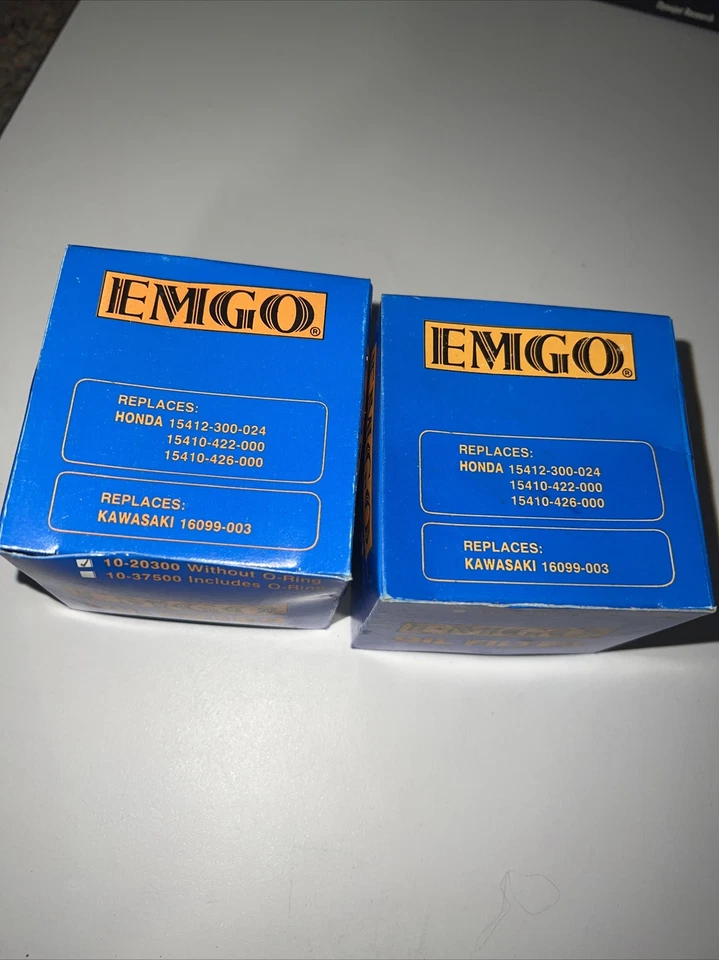 EMGO®
REPLACES:
HONDA 15412-300-024
15410-422-000
15410-426-000
REPLACES:
KAWASAKI 16099-003
10-20300 Without O-Ring
10-37500 Includes O-Ring
EMGO®
REPLACES:
HONDA 15412-300-024
15410-422-000
15410-426-000
REPLACES:
KAWASAKI 16099-003